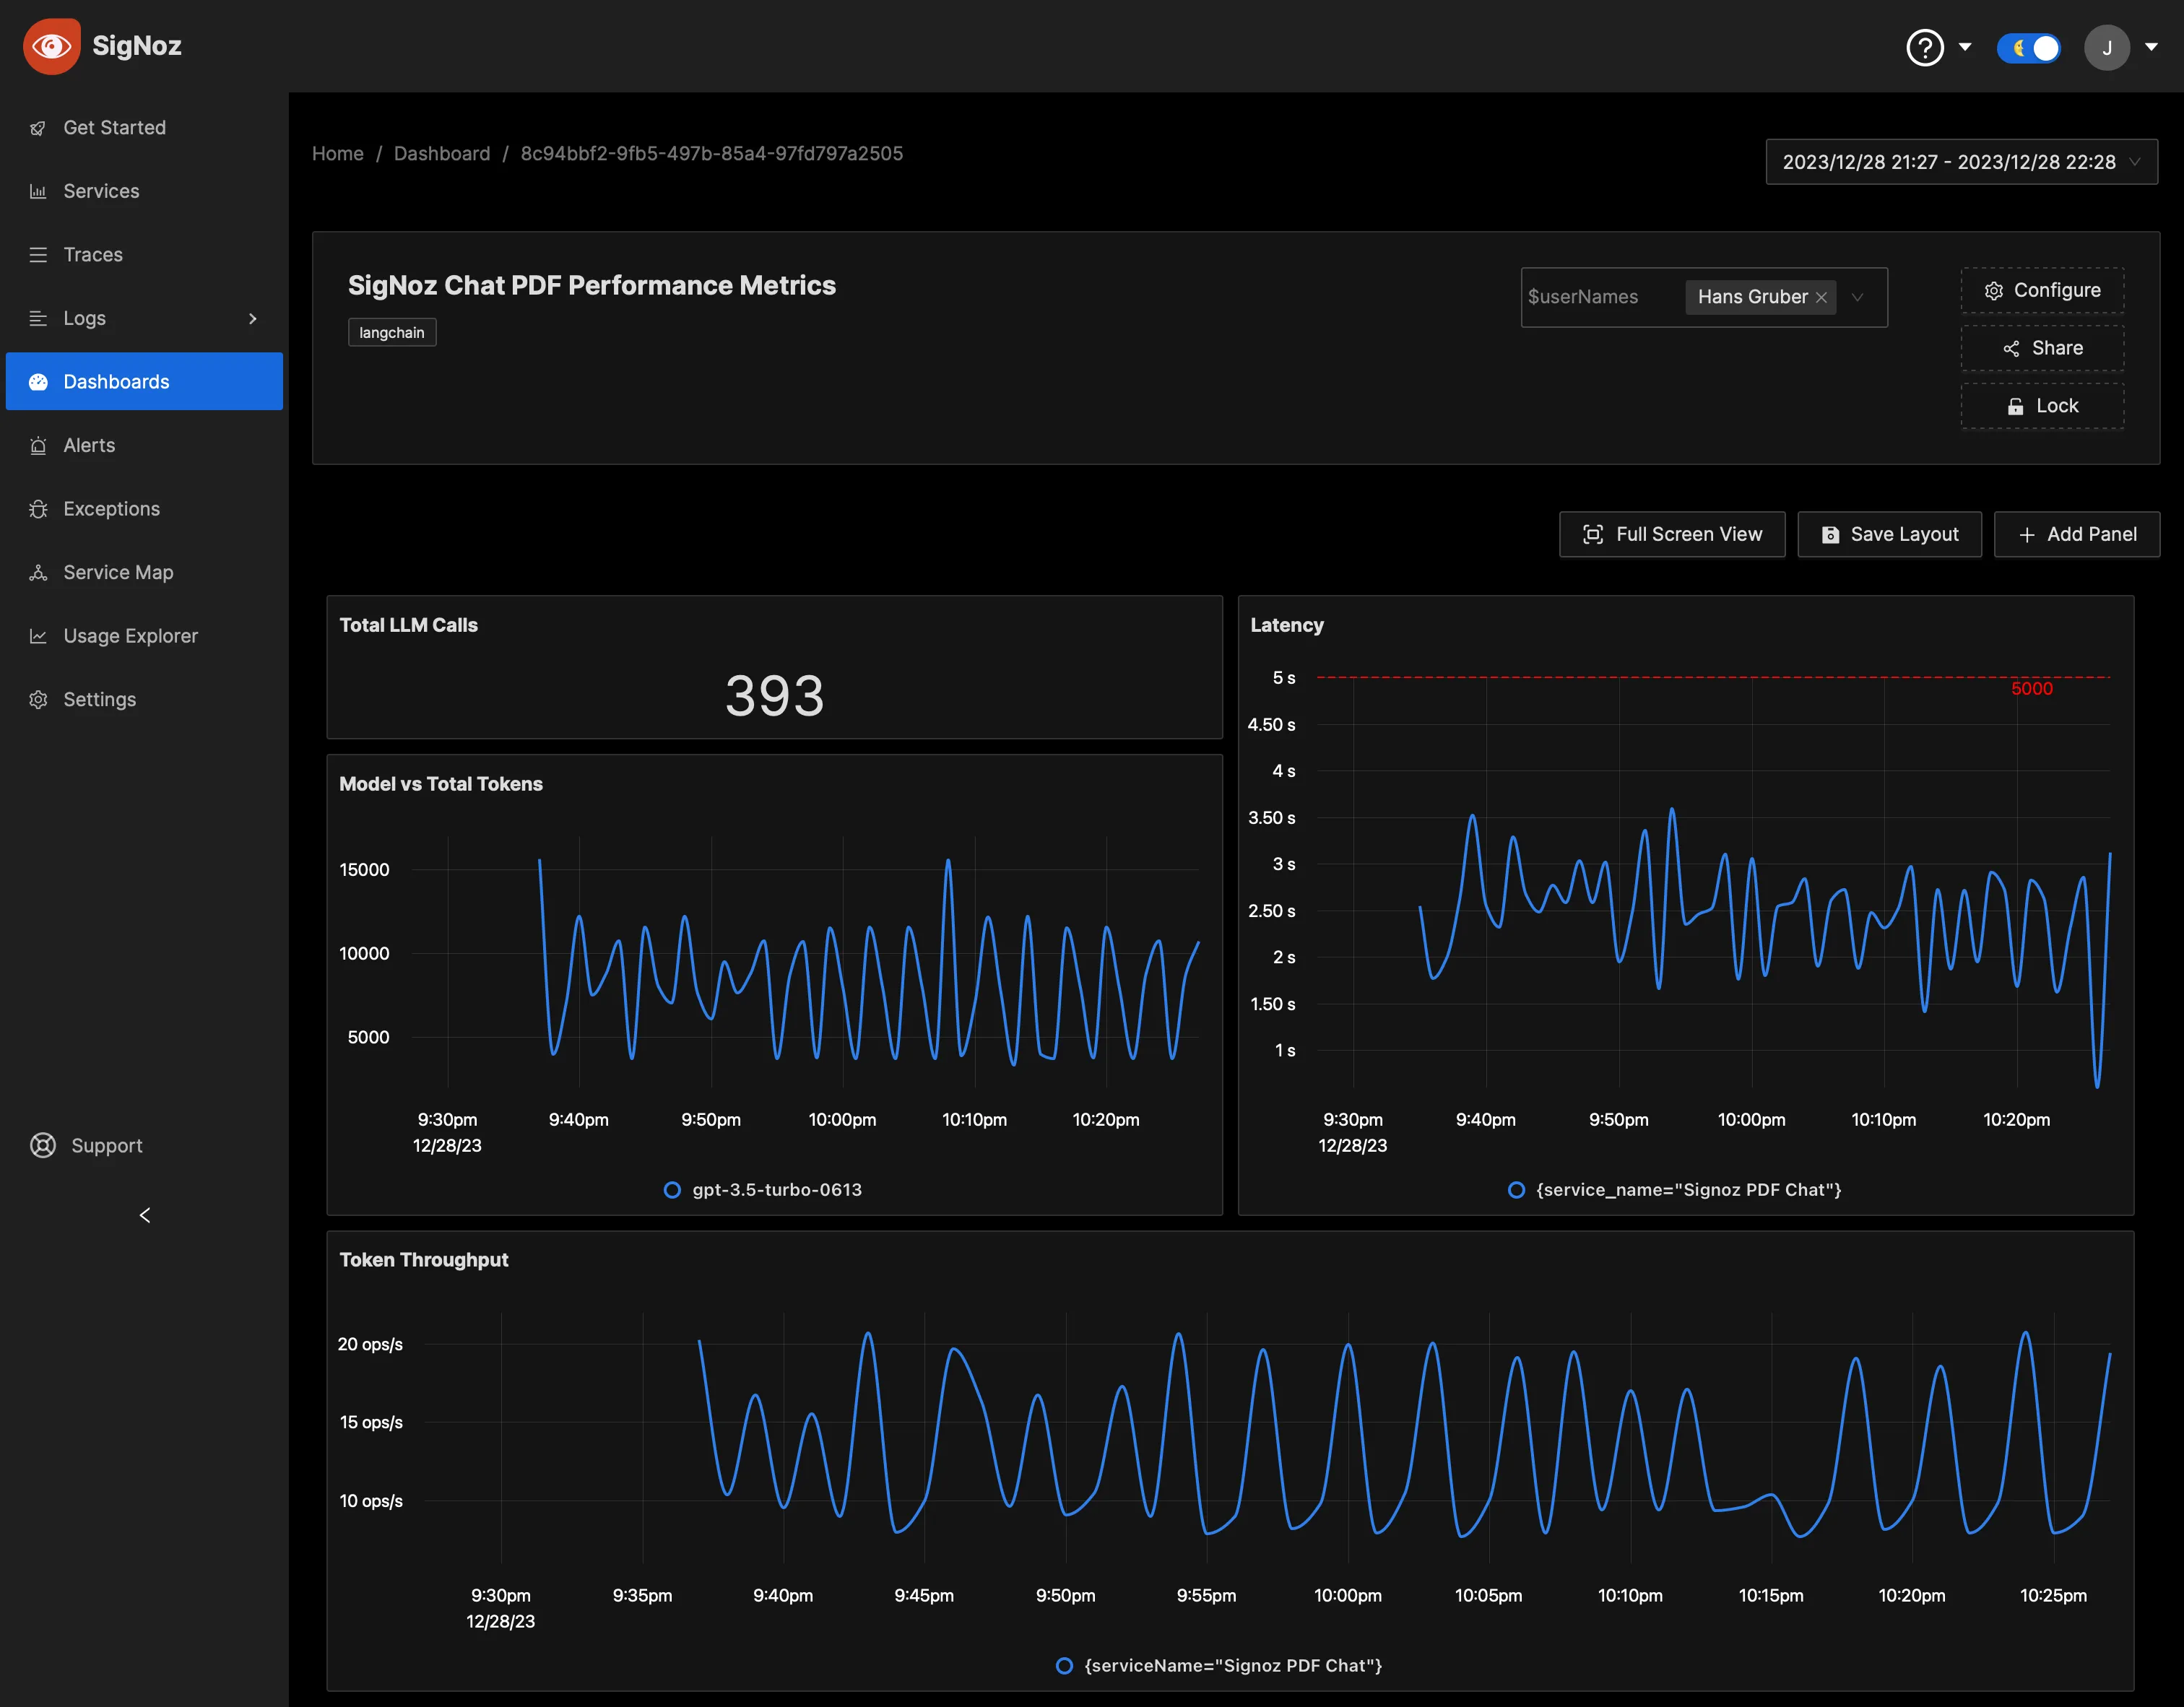 SigNoz
J
Get Started
Services
Traces
Logs
Dashboards
Alerts
Exceptions
Service Map
Usage Explorer
Settings
Support
Home / Dashboard / 8c94bbf2-9fb5-497b-85a4-97fd797a2505
2023/12/28 21:27 - 2023/12/28 22:28
SigNoz Chat PDF Performance Metrics
langchain
$userNames Hans Gruber
Configure
Share
Lock
Full Screen View
Save Layout
Add Panel
Total LLM Calls
393
Model vs Total Tokens
15000
10000
5000
9:30pm 9:40pm 9:50pm 10:00pm 10:10pm 10:20pm
12/28/23
gpt-3.5-turbo-0613
Latency
5 s
5000
4.50 s
4 s
3.50 s
3 s
2.50 s
2 s
1.50 s
1 s
9:30pm 9:40pm 9:50pm 10:00pm 10:10pm 10:20pm
12/28/23
{service_name="Signoz PDF Chat"}
Token Throughput
20 ops/s
15 ops/s
10 ops/s
9:30pm 9:35pm 9:40pm 9:45pm 9:50pm 9:55pm 10:00pm 10:05pm 10:10pm 10:15pm 10:20pm 10:25pm
12/28/23
{serviceName="Signoz PDF Chat"}